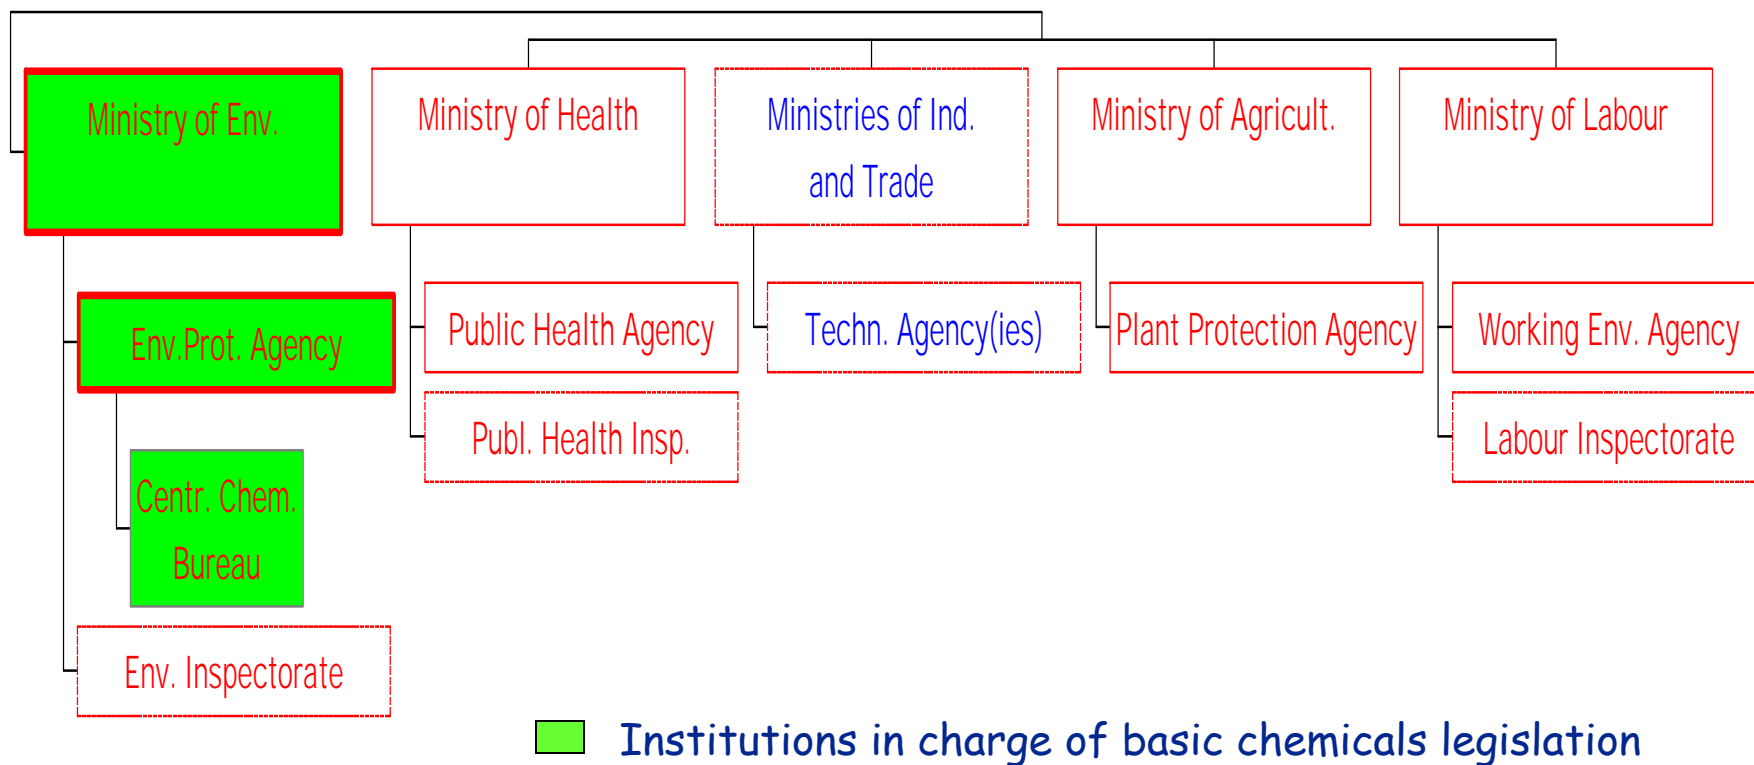 Ministry of Env.
Ministry of Health
Ministries of Ind.
and Trade
Ministry of Agricult.
Ministry of Labour
Env.Prot. Agency
Public Health Agency
Techn. Agency(ies)
Plant Protection Agency
Working Env. Agency
Publ. Health Insp.
Labour Inspectorate
Centr. Chem.
Bureau
Env. Inspectorate
Institutions in charge of basic chemicals legislation